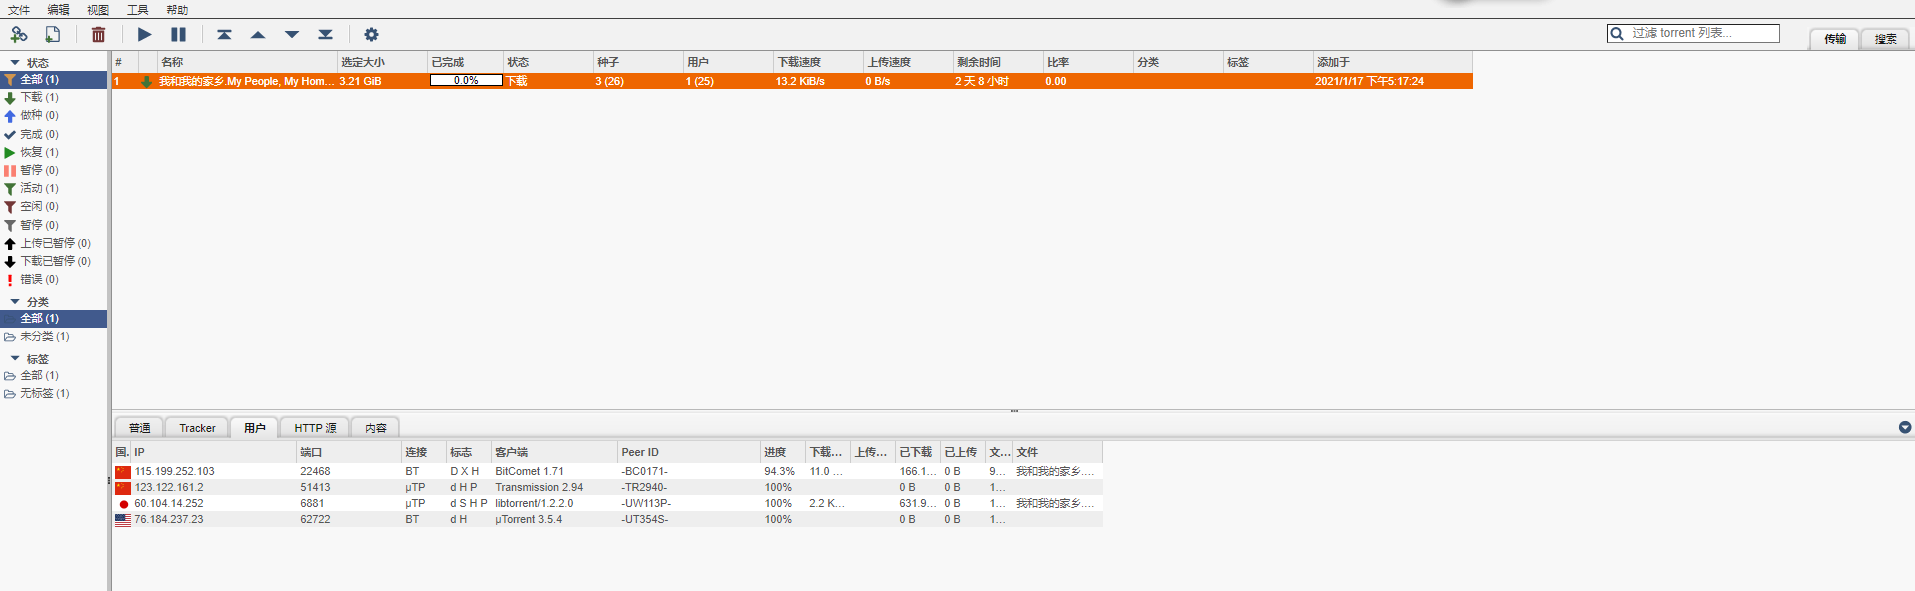 文件 编辑 视图 工具 帮助
过滤 torrent 列表... 传输 搜索
状态
全部 (1)
下载 (1)
做种 (0)
完成 (0)
恢复 (1)
暂停 (0)
活动 (1)
空闲 (0)
暂停 (0)
上传已暂停 (0)
下载已暂停 (0)
错误 (0)
分类
全部 (1)
未分类 (1)
标签
全部 (1)
无标签 (1)
# 名称 选定大小 已完成 状态 种子 用户 下载速度 上传速度 剩余时间 比率 分类 标签 添加于
1 我和我的家乡.My People, My Hom... 3.21 GiB 0.0% 下载 3 (26) 1 (25) 13.2 KiB/s 0 B/s 2 天 8 小时 0.00 2021/1/17 下午5:17:24
普通 Tracker 用户 HTTP 源 内容
国. IP 端口 连接 标志 客户端 Peer ID 进度 下载... 上传... 已下载 已上传 文... 文件
115.199.252.103 22468 BT D X H BitComet 1.71 -BC0171- 94.3% 11.0 ... 166.1... 0 B 9... 我和我的家乡....
123.122.161.2 51413 μTP d H P Transmission 2.94 -TR2940- 100% 0 B 0 B 1...
60.104.14.252 6881 μTP d S H P libtorrent/1.2.2.0 -UW113P- 100% 2.2 K... 631.9... 0 B 1... 我和我的家乡....
76.184.237.23 62722 BT d H μTorrent 3.5.4 -UT354S- 100% 0 B 0 B 1...